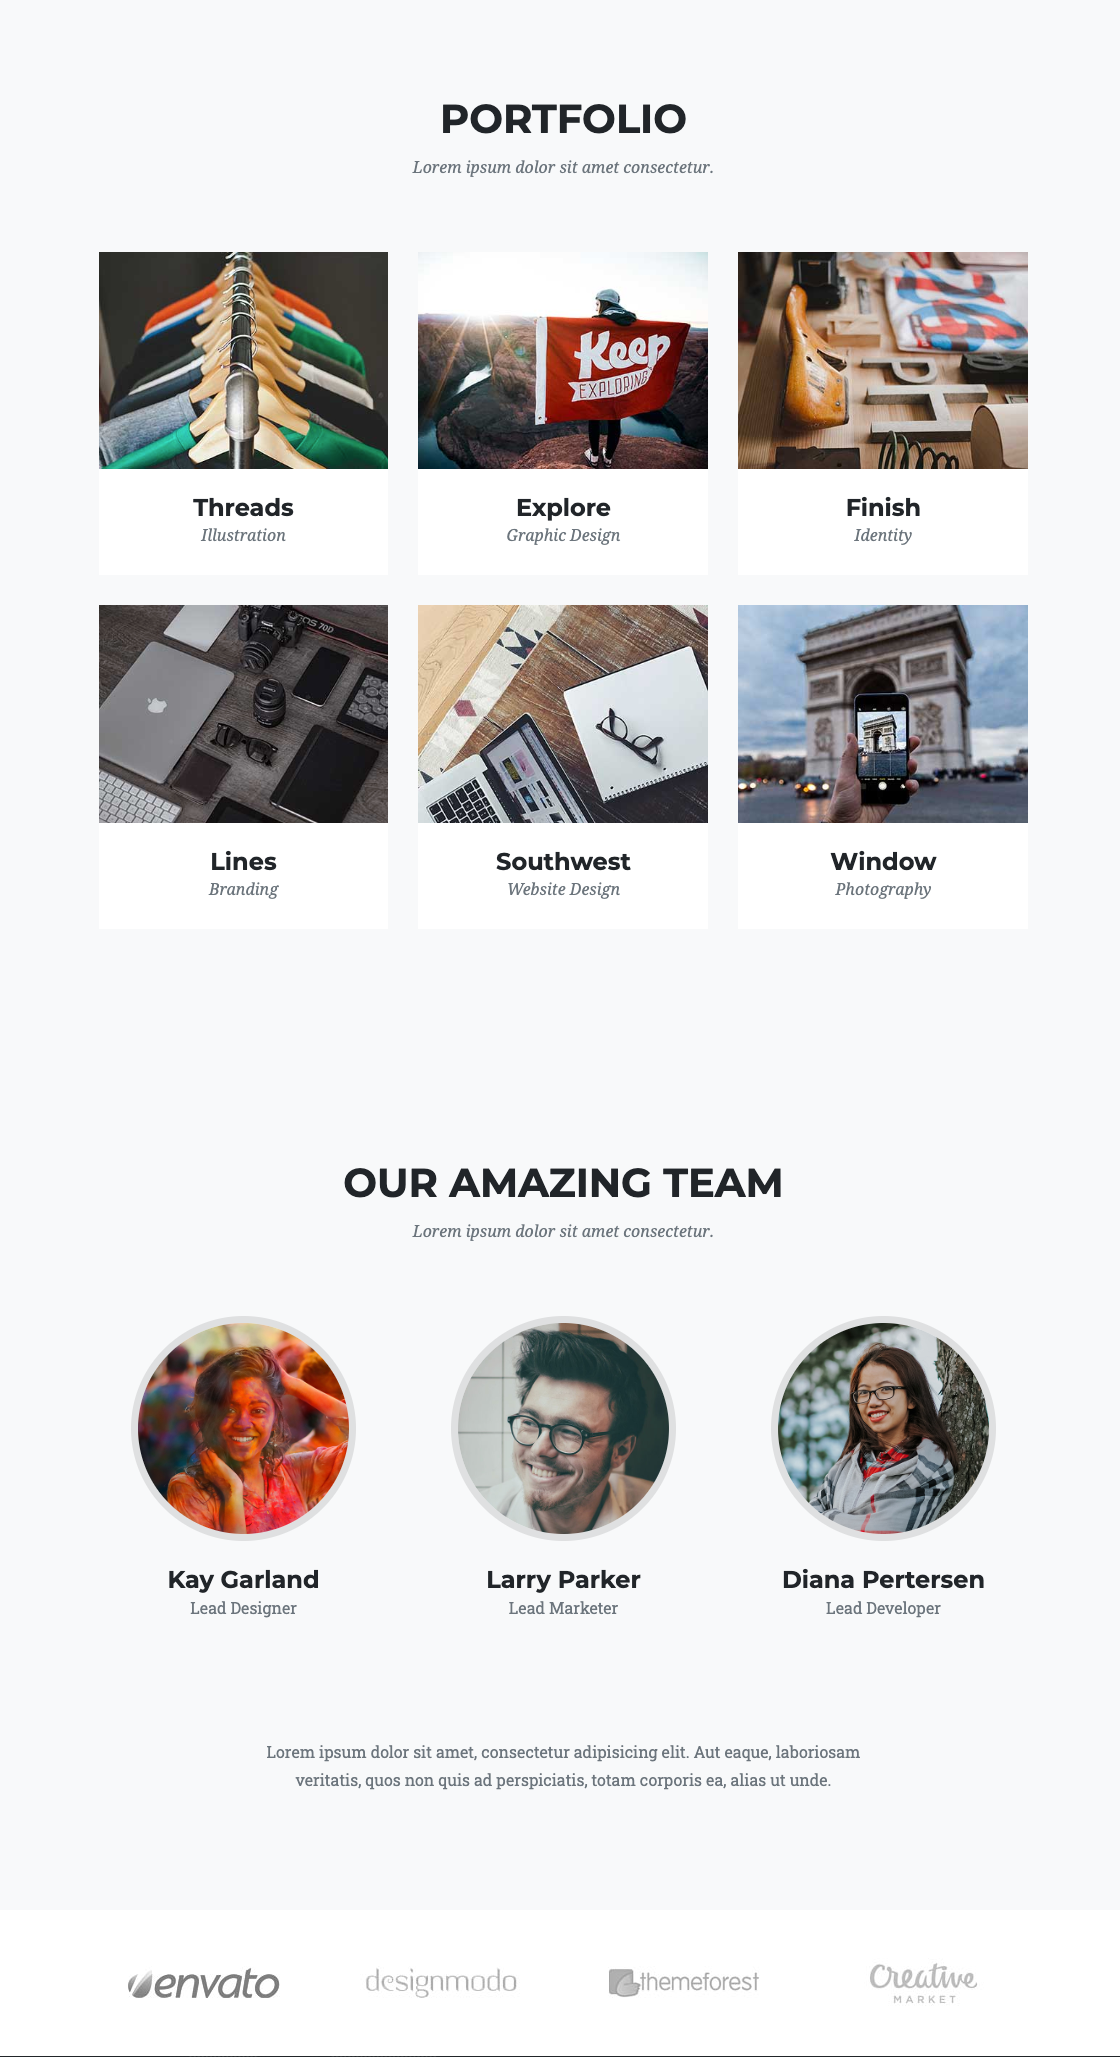 PORTFOLIO
Lorem ipsum dolor sit amet consectetur.
Keep
EXPLORING
Threads
Illustration
Explore
Graphic Design
Finish
Identity
70D
Lines
Branding
Southwest
Website Design
Window
Photography
OUR AMAZING TEAM
Lorem ipsum dolor sit amet consectetur.
Kay Garland
Lead Designer
Larry Parker
Lead Marketer
Diana Pertersen
Lead Developer
Lorem ipsum dolor sit amet, consectetur adipisicing elit. Aut eaque, laboriosam
veritatis, quos non quis ad perspiciatis, totam corporis ea, alias ut unde.
envato
designmodo
themeforest
Creative
MARKET